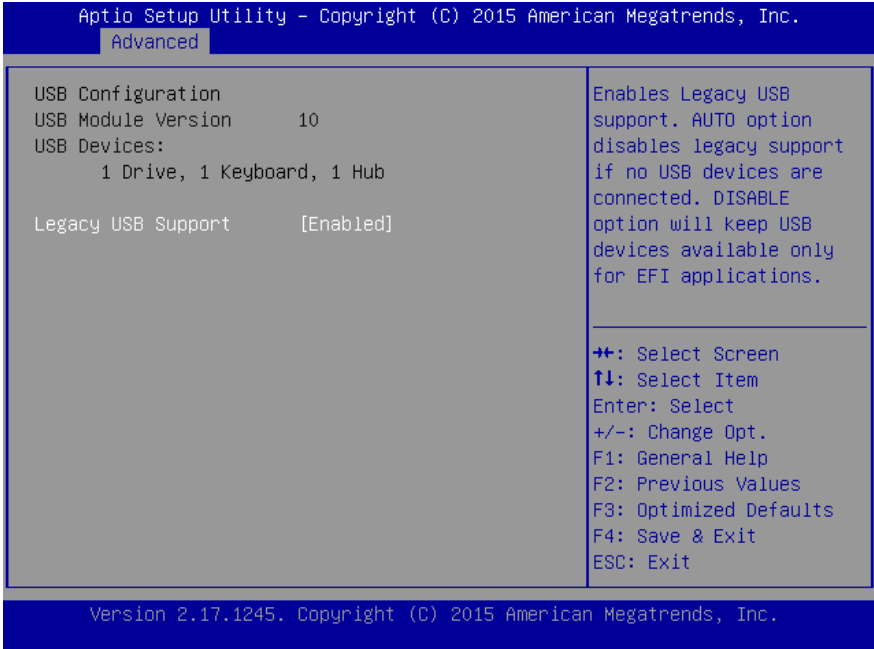 Aptio Setup Utility – Copyright (C) 2015 American Megatrends, Inc.
Advanced
USB Configuration
USB Module Version 10
USB Devices:
1 Drive, 1 Keyboard, 1 Hub
Legacy USB Support [Enabled]
Enables Legacy USB
support. AUTO option
disables legacy support
if no USB devices are
connected. DISABLE
option will keep USB
devices available only
for EFI applications.
→←: Select Screen
↑↓: Select Item
Enter: Select
+/-: Change Opt.
F1: General Help
F2: Previous Values
F3: Optimized Defaults
F4: Save & Exit
ESC: Exit
Version 2.17.1245. Copyright (C) 2015 American Megatrends, Inc.